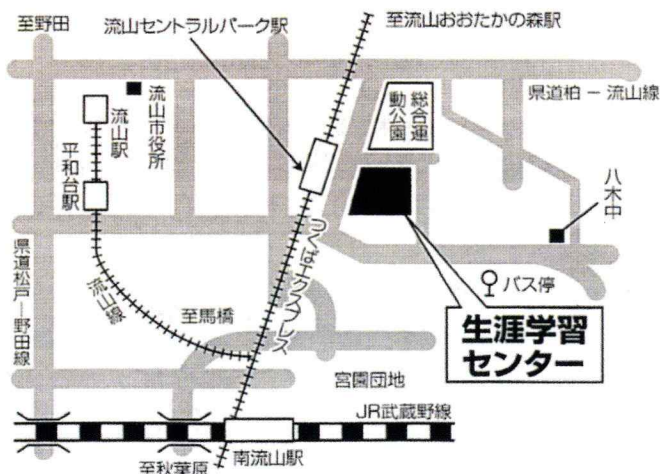 至野田
流山セントラルパーク駅
至流山おおたかの森駅
県道柏ー流山線
総合運
動公園
流山市役所
流山駅
平和台駅
八木中
つくばエクスプレス
バス停
県道松戸ー野田線
流山線
至馬橋
生涯学習
センター
宮園団地
JR武蔵野線
南流山駅
至秋葉原